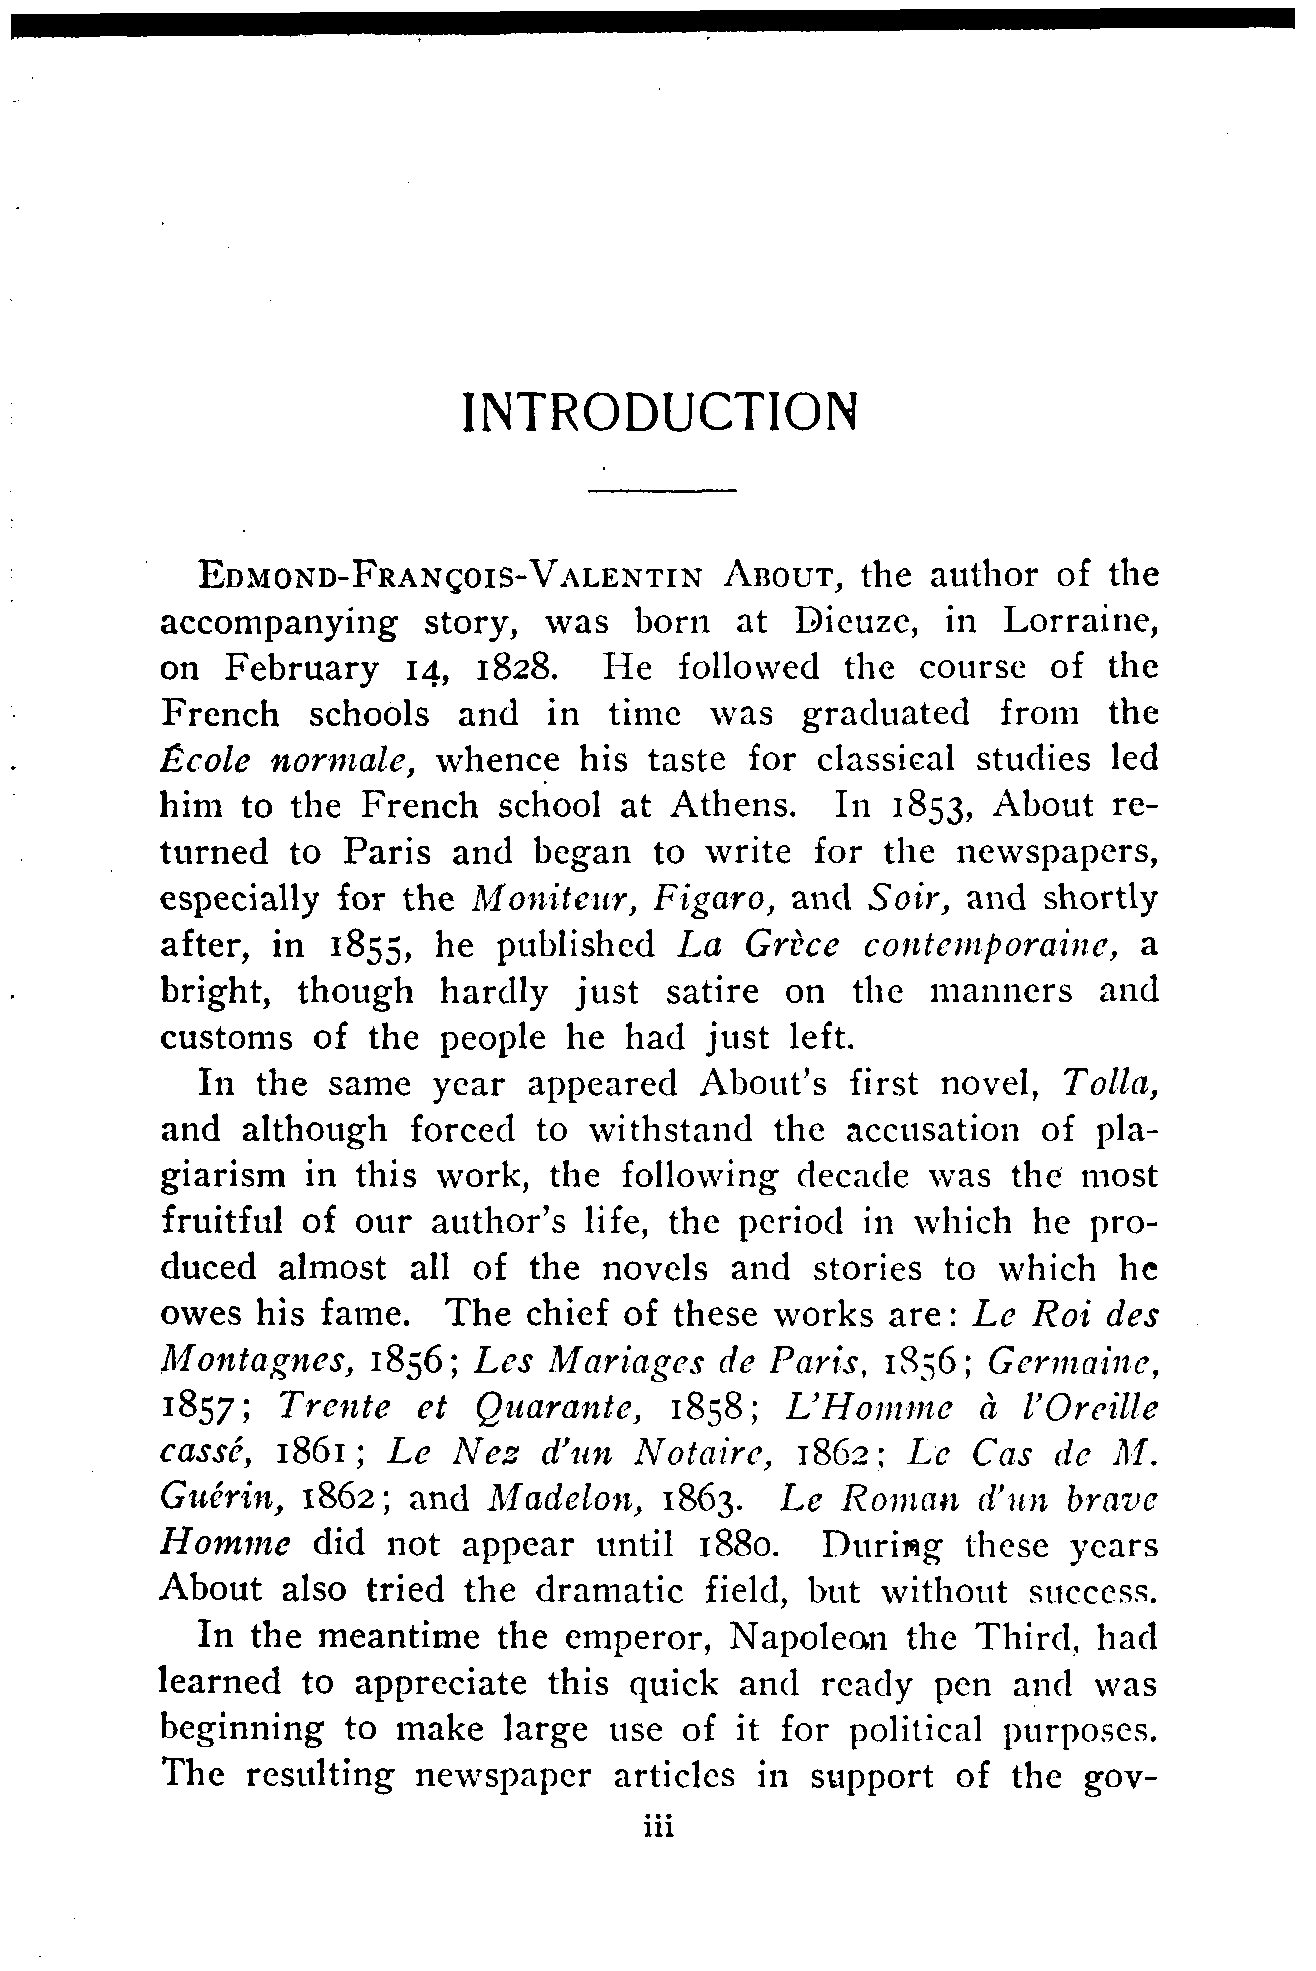 INTRODUCTION
Edmond-François-Valentin About, the author of the
accompanying story, was born at Dieuze, in Lorraine,
on February 14, 1828. He followed the course of the
French schools and in time was graduated from the
École normale, whence his taste for classical studies led
him to the French school at Athens. In 1853, About re-
turned to Paris and began to write for the newspapers,
especially for the Moniteur, Figaro, and Soir, and shortly
after, in 1855, he published La Grèce contemporaine, a
bright, though hardly just satire on the manners and
customs of the people he had just left.
In the same year appeared About's first novel, Tolla,
and although forced to withstand the accusation of pla-
giarism in this work, the following decade was the most
fruitful of our author's life, the period in which he pro-
duced almost all of the novels and stories to which he
owes his fame. The chief of these works are: Le Roi des
Montagnes, 1856; Les Mariages de Paris, 1856; Germaine,
1857; Trente et Quarante, 1858; L'Homme à l'Oreille
cassé, 1861; Le Nez d'un Notaire, 1862; Le Cas de M.
Guérin, 1862; and Madelon, 1863. Le Roman d'un brave
Homme did not appear until 1880. During these years
About also tried the dramatic field, but without success.
In the meantime the emperor, Napoleon the Third, had
learned to appreciate this quick and ready pen and was
beginning to make large use of it for political purposes.
The resulting newspaper articles in support of the gov-
iii